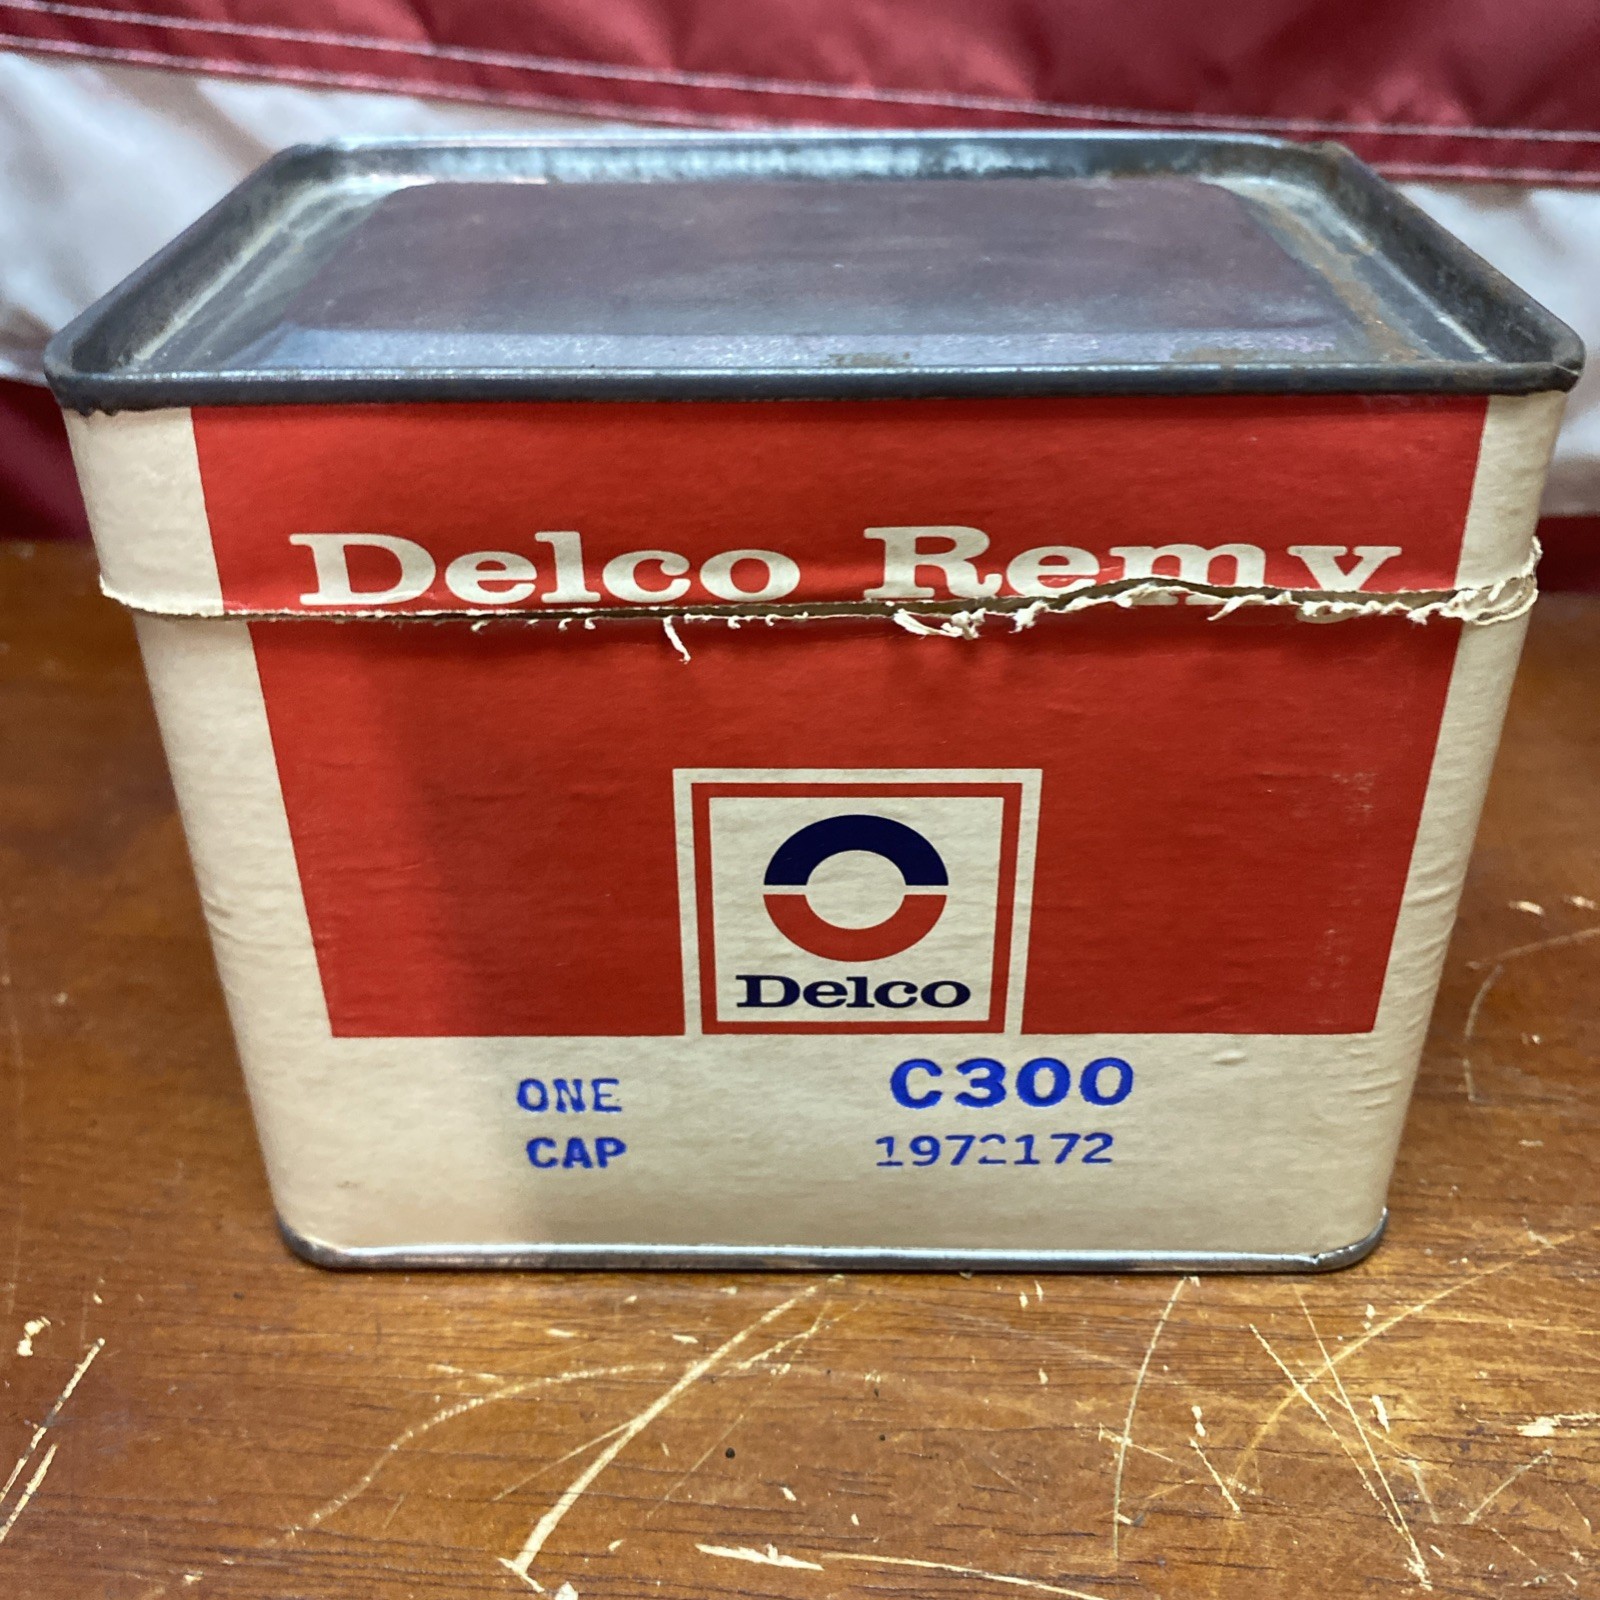 Delco Remy
Delco
ONE
CAP
C300
1972172